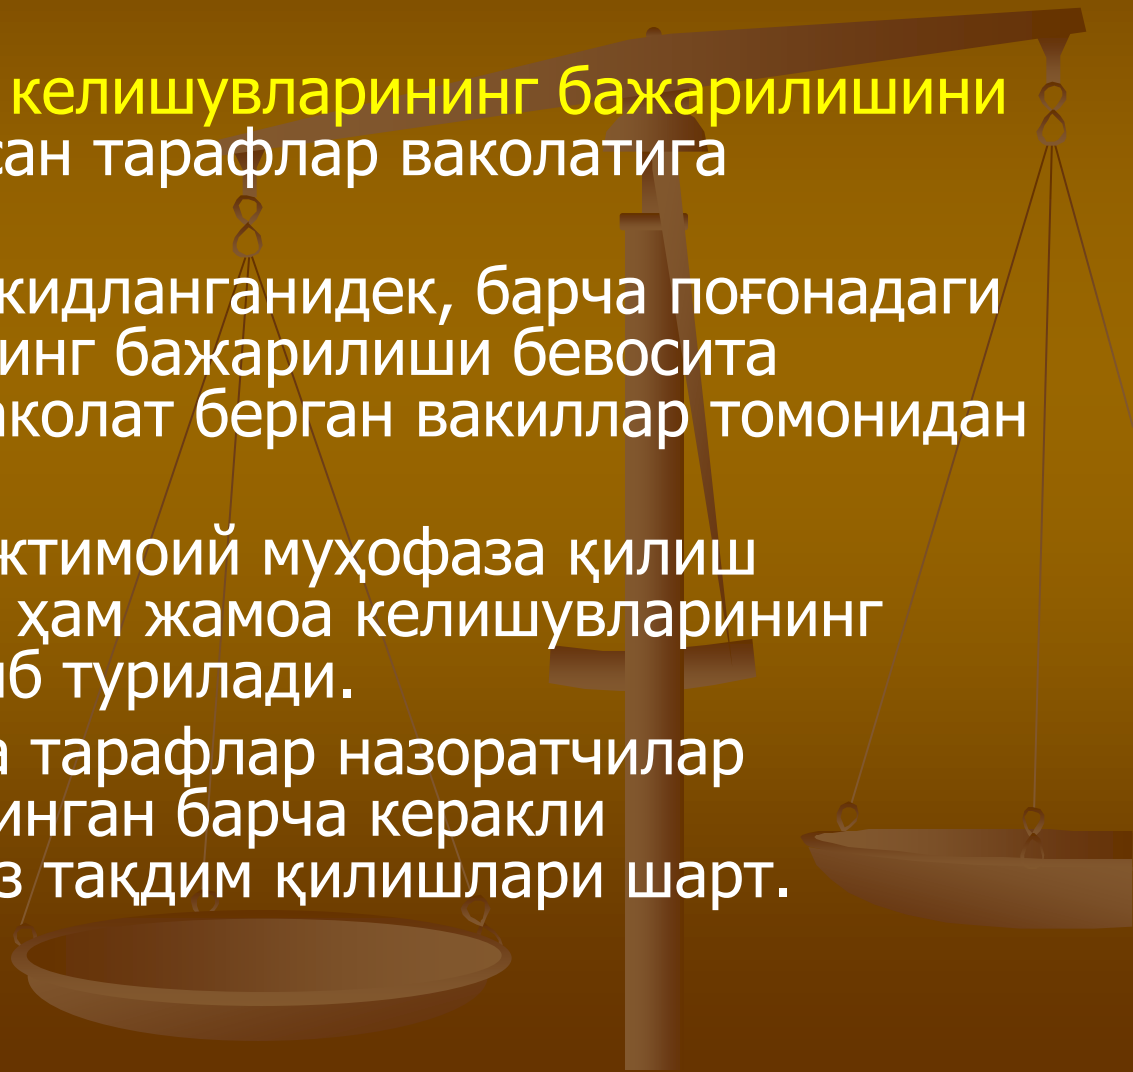 келишувларининг бажарилишини
сан тарафлар ваколатига
кидланганидек, барча поғонадаги
инг бажарилиши бевосита
аколат берган вакиллар томонидан
жтимоий муҳофаза қилиш
ҳам жамоа келишувларининг
иб турилади.
а тарафлар назоратчилар
инган барча керакли
з тақдим қилишлари шарт.